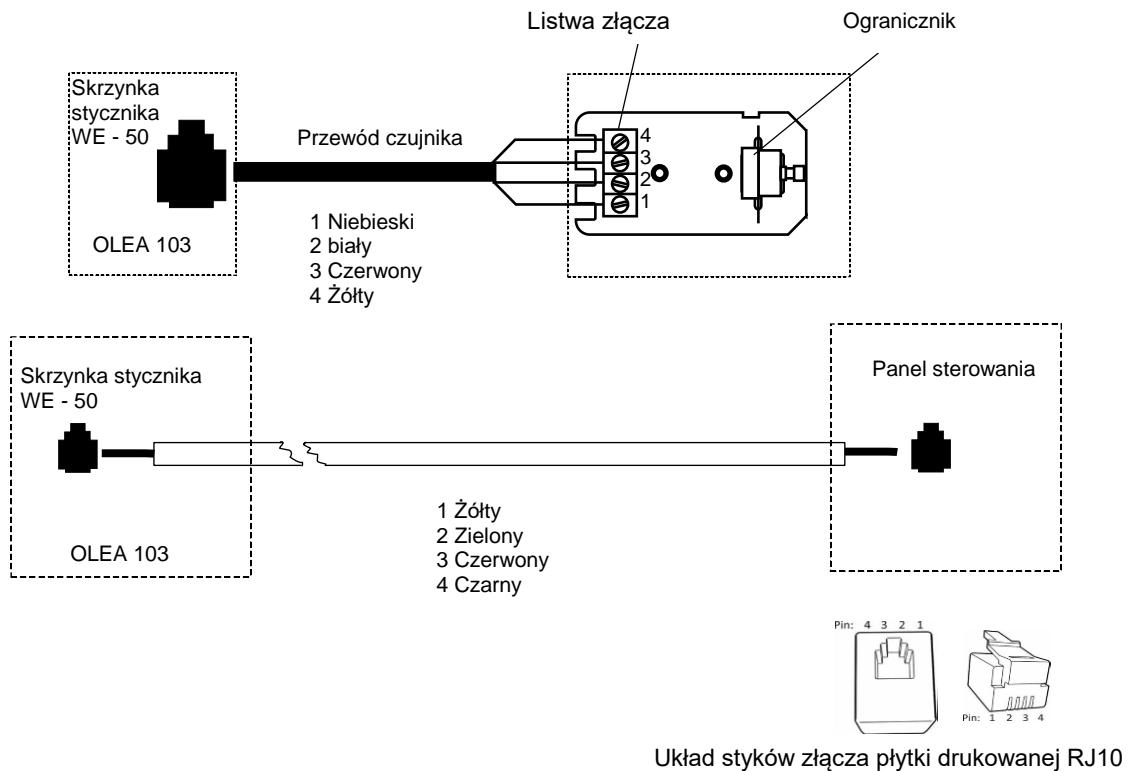 Listwa złącza
Ogranicznik
Skrzynka
stycznika
WE - 50
Przewód czujnika
4
3
2
1
OLEA 103
1 Niebieski
2 biały
3 Czerwony
4 Żółty
Skrzynka stycznika
WE - 50
Panel sterowania
OLEA 103
1 Żółty
2 Zielony
3 Czerwony
4 Czarny
Pin: 4 3 2 1
Pin: 1 2 3 4
Układ styków złącza płytki drukowanej RJ10